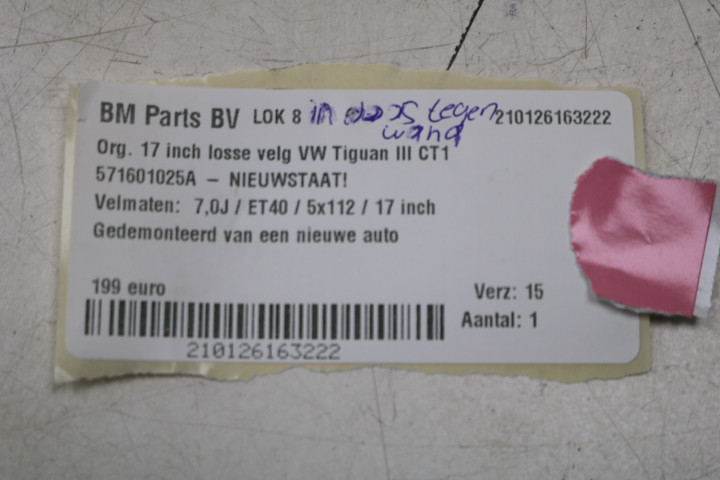 BM Parts BV LOK 8 in doos tegen 210126163222
wand
Org. 17 inch losse velg VW Tiguan III CT1
571601025A – NIEUWSTAAT!
Velmaten: 7,0J / ET40 / 5x112 / 17 inch
Gedemonteerd van een nieuwe auto
199 euro
Verz: 15
Aantal: 1
210126163222